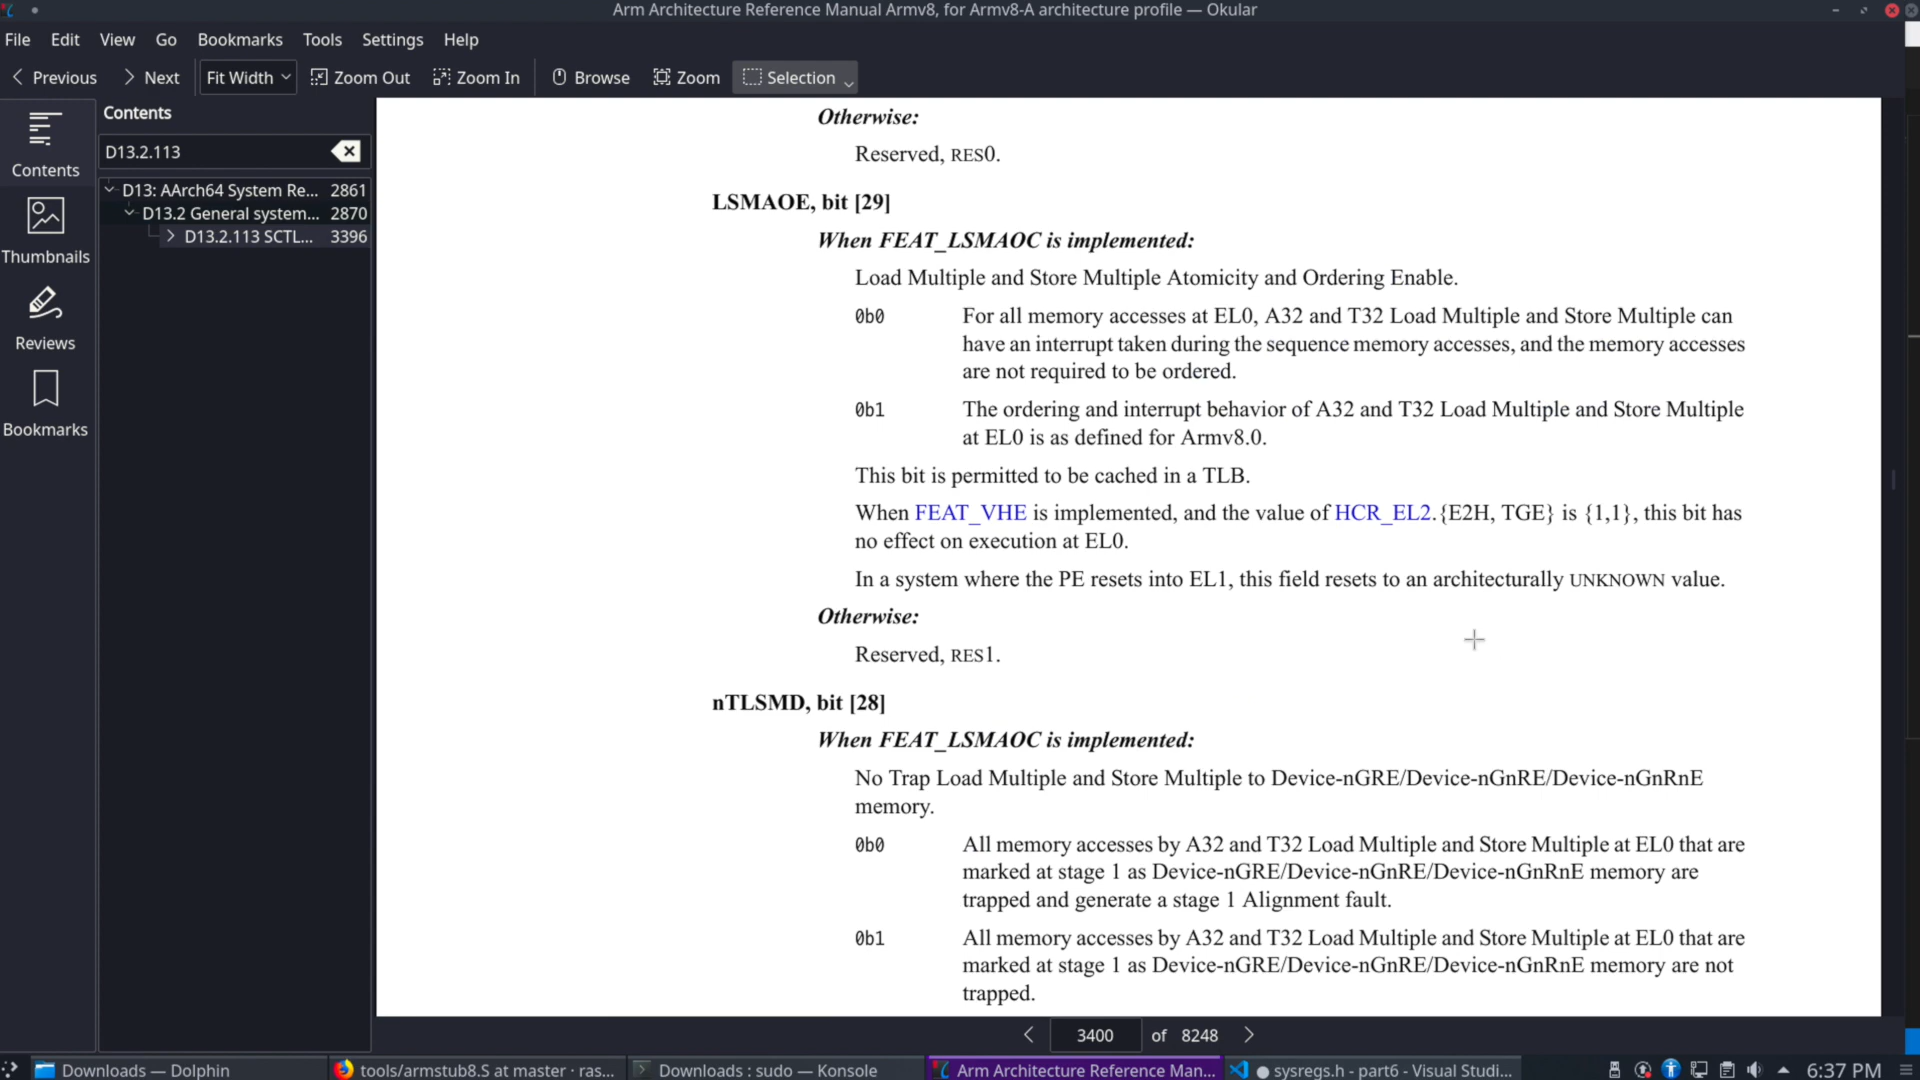 Arm Architecture Reference Manual Armv8, for Armv8-A architecture profile — Okular
File Edit View Go Bookmarks Tools Settings Help
Previous Next Fit Width Zoom Out Zoom In Browse Zoom Selection
Contents
Thumbnails
Reviews
Bookmarks
Contents
D13.2.113
D13: AArch64 System Re... 2861
D13.2 General system... 2870
D13.2.113 SCTL... 3396
Otherwise:
Reserved, RES0.
LSMAOE, bit [29]
When FEAT_LSMAOC is implemented:
Load Multiple and Store Multiple Atomicity and Ordering Enable.
0b0 For all memory accesses at EL0, A32 and T32 Load Multiple and Store Multiple can
have an interrupt taken during the sequence memory accesses, and the memory accesses
are not required to be ordered.
0b1 The ordering and interrupt behavior of A32 and T32 Load Multiple and Store Multiple
at EL0 is as defined for Armv8.0.
This bit is permitted to be cached in a TLB.
When FEAT_VHE is implemented, and the value of HCR_EL2.{E2H, TGE} is {1,1}, this bit has
no effect on execution at EL0.
In a system where the PE resets into EL1, this field resets to an architecturally UNKNOWN value.
Otherwise:
Reserved, RES1.
nTLSMD, bit [28]
When FEAT_LSMAOC is implemented:
No Trap Load Multiple and Store Multiple to Device-nGRE/Device-nGnRE/Device-nGnRnE
memory.
0b0 All memory accesses by A32 and T32 Load Multiple and Store Multiple at EL0 that are
marked at stage 1 as Device-nGRE/Device-nGnRE/Device-nGnRnE memory are
trapped and generate a stage 1 Alignment fault.
0b1 All memory accesses by A32 and T32 Load Multiple and Store Multiple at EL0 that are
marked at stage 1 as Device-nGRE/Device-nGnRE/Device-nGnRnE memory are not
trapped.
3400 of 8248
Downloads — Dolphin tools/armstub8.S at master · ras... Downloads : sudo — Konsole Arm Architecture Reference Man... sysregs.h - part6 - Visual Studi... 6:37 PM